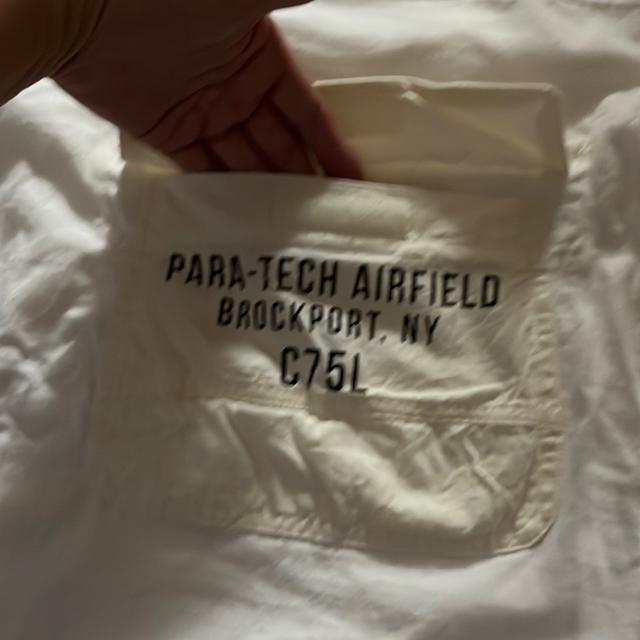 PARA-TECH AIRFIELD
BROCKPORT, NY
C75L